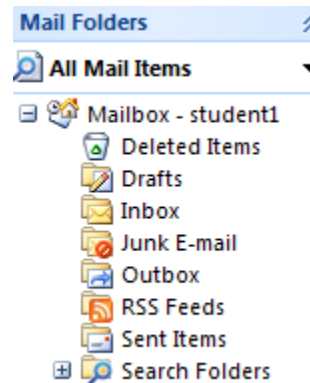 Mail Folders
All Mail Items
Mailbox - student1
Deleted Items
Drafts
Inbox
Junk E-mail
Outbox
RSS Feeds
Sent Items
Search Folders